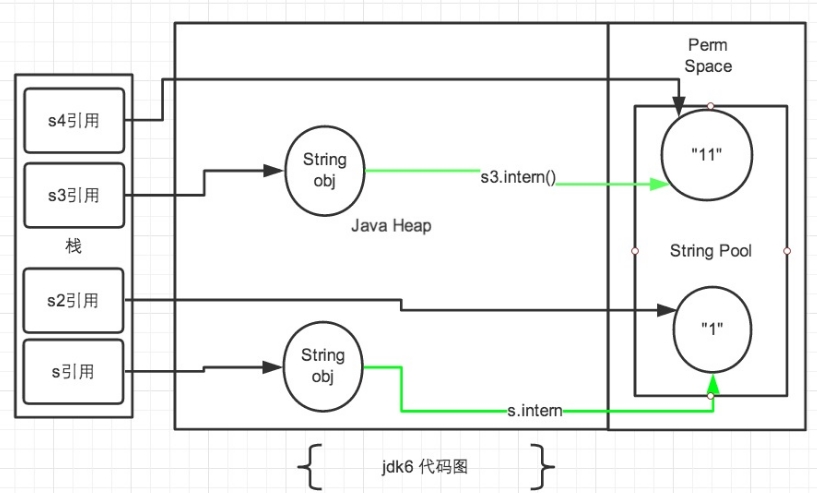 Perm
Space
s4引用
"11"
String
obj
s3.intern()
s3引用
Java Heap
栈
String Pool
s2引用
"1"
String
obj
s引用
s.intern
jdk6 代码图